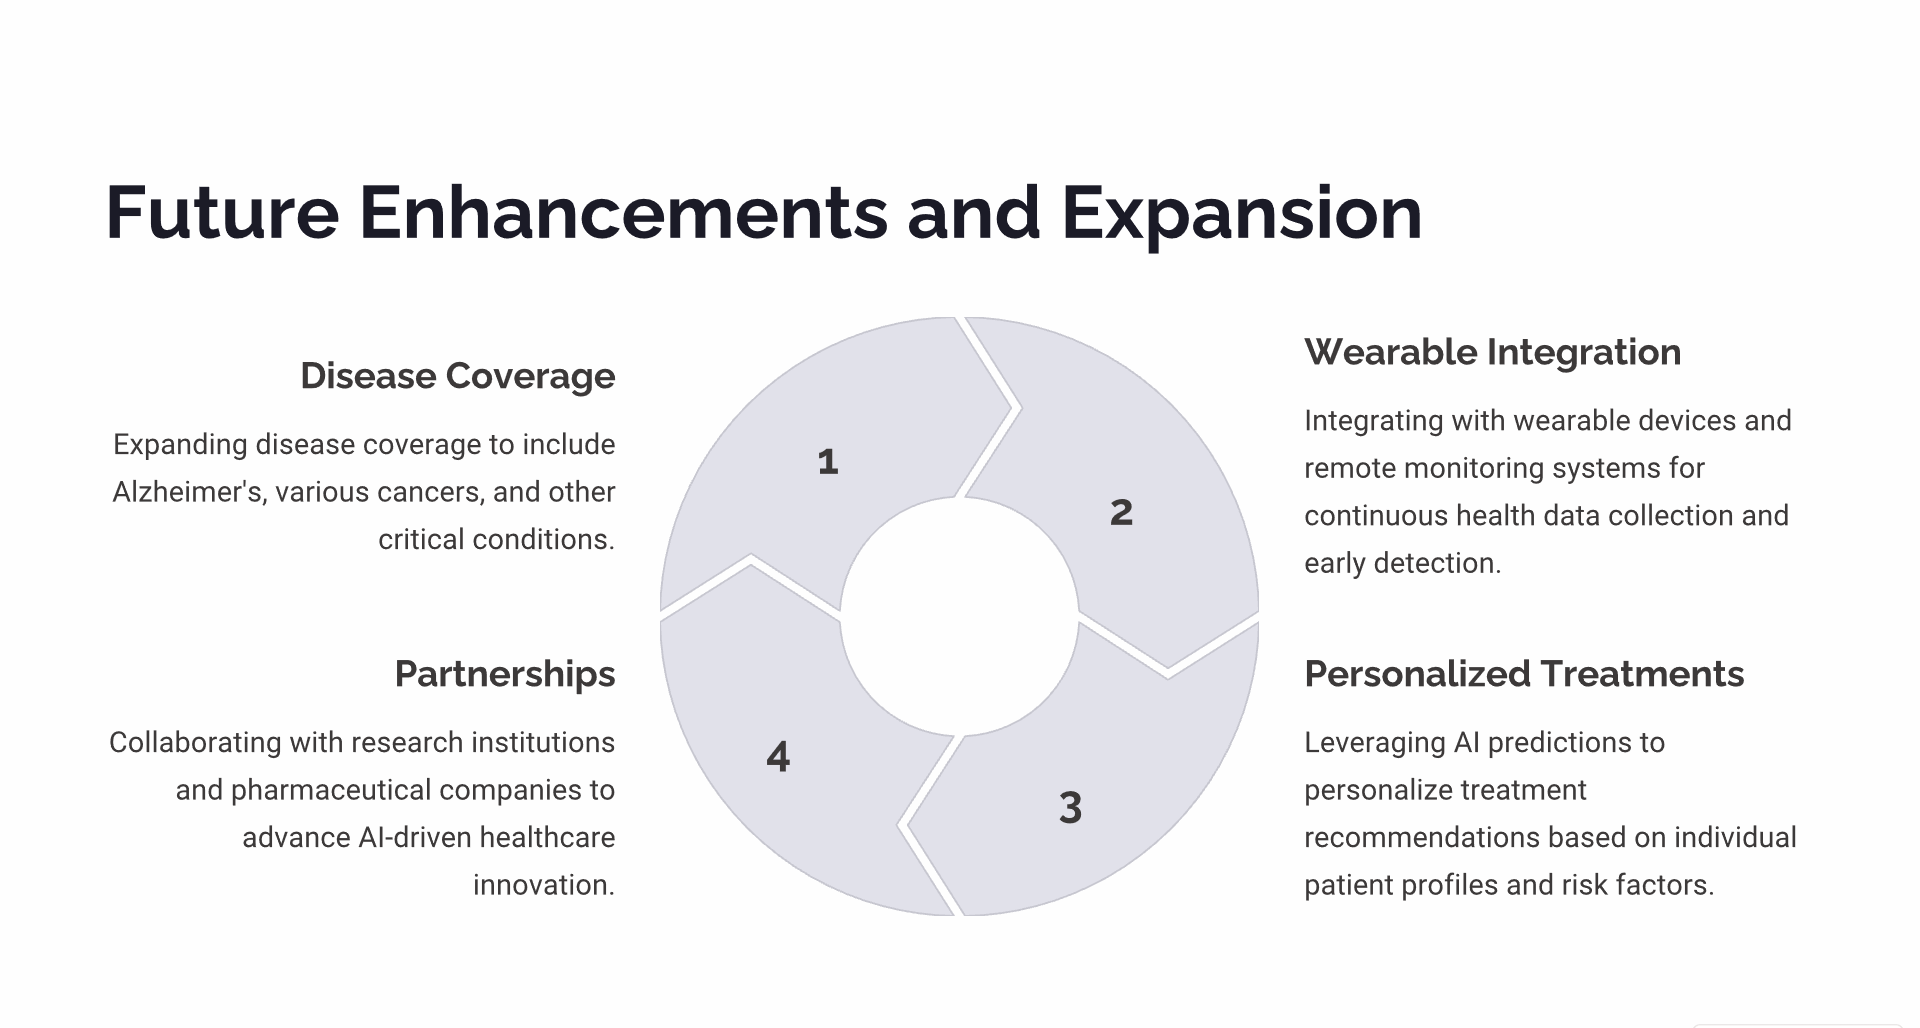 Future Enhancements and Expansion
Disease Coverage
Expanding disease coverage to include
Alzheimer's, various cancers, and other
critical conditions.
1
2
Wearable Integration
Integrating with wearable devices and
remote monitoring systems for
continuous health data collection and
early detection.
Partnerships
Collaborating with research institutions
and pharmaceutical companies to
advance AI-driven healthcare
innovation.
4
3
Personalized Treatments
Leveraging AI predictions to
personalize treatment
recommendations based on individual
patient profiles and risk factors.